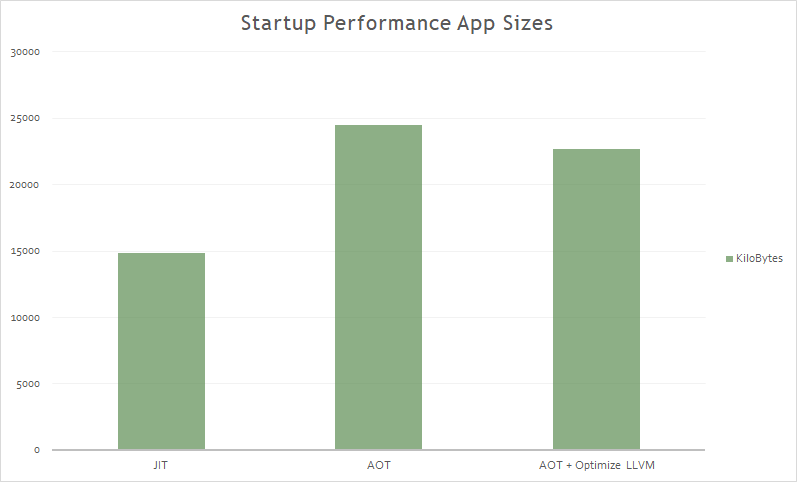 Startup Performance App Sizes
30000
25000
20000
15000
10000
5000
0
JIT AOT AOT + Optimize LLVM
KiloBytes